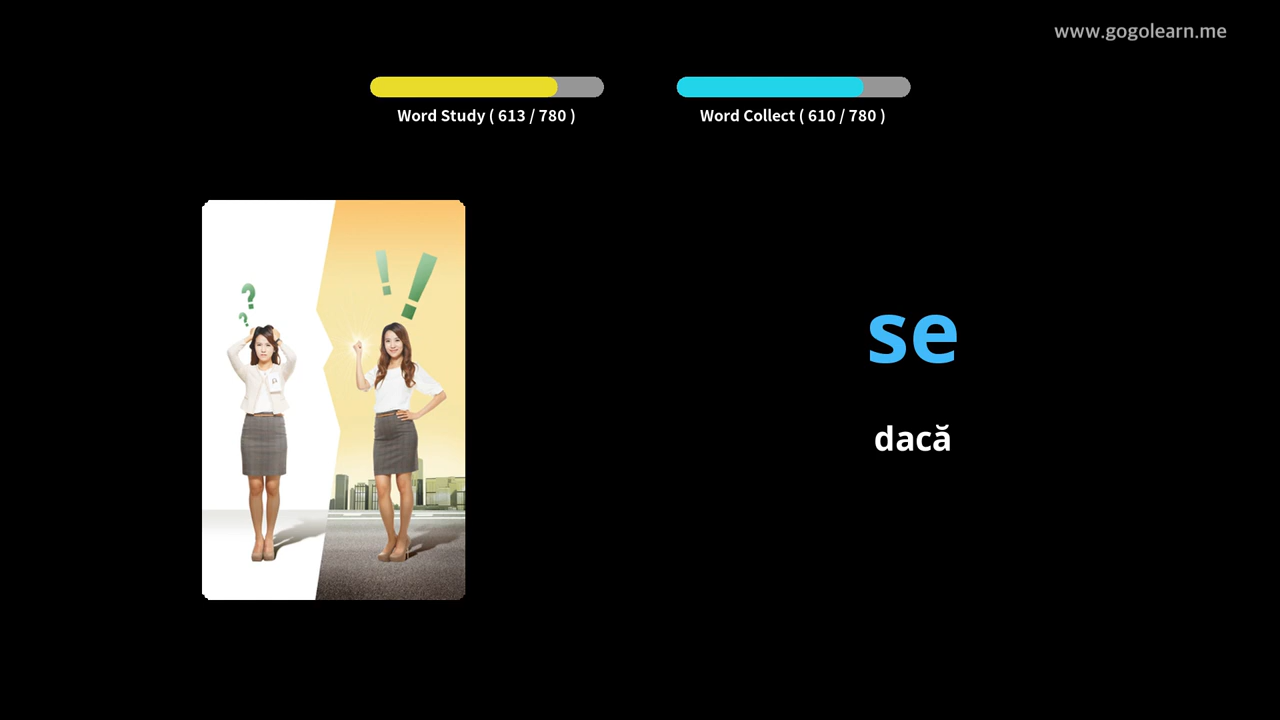 www.gogolearn.me
Word Study ( 613 / 780 )
Word Collect ( 610 / 780 )
? ?
! !
se
dacă